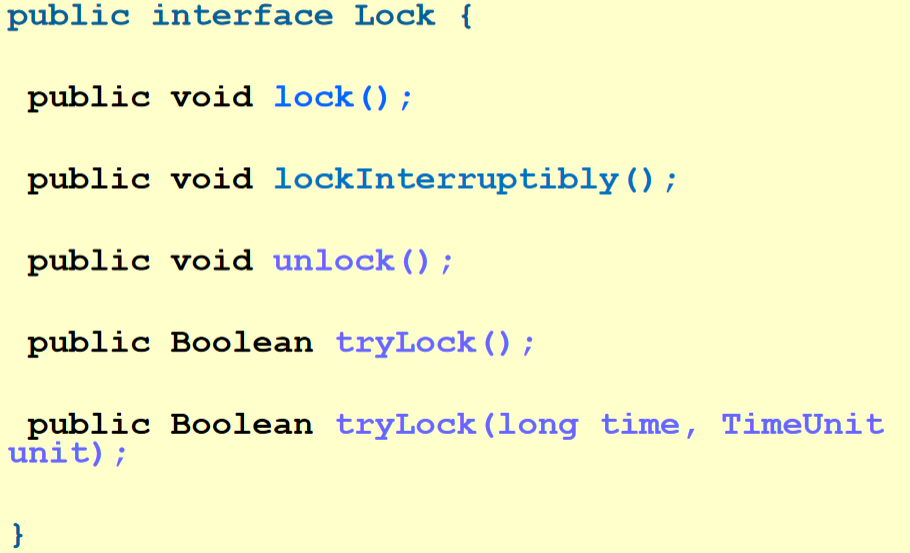 public interface Lock {
public void lock();
public void lockInterruptibly();
public void unlock();
public Boolean tryLock();
public Boolean tryLock(long time, TimeUnit
unit);
}